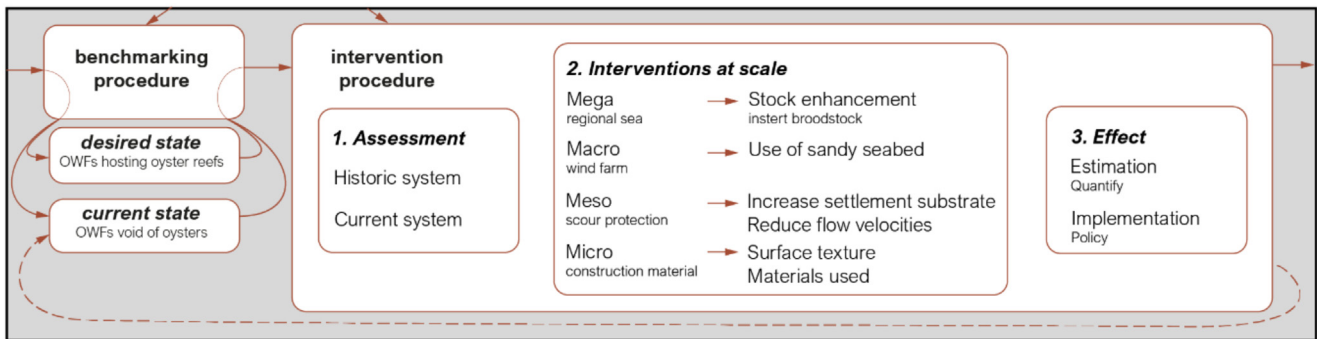 benchmarking
procedure
desired state
OWFs hosting oyster reefs
current state
OWFs void of oysters
intervention
procedure
1. Assessment
Historic system
Current system
2. Interventions at scale
Mega
regional sea
Stock enhancement
instert broodstock
Macro
wind farm
Use of sandy seabed
Meso
scour protection
Increase settlement substrate
Reduce flow velocities
Micro
construction material
Surface texture
Materials used
3. Effect
Estimation
Quantify
Implementation
Policy